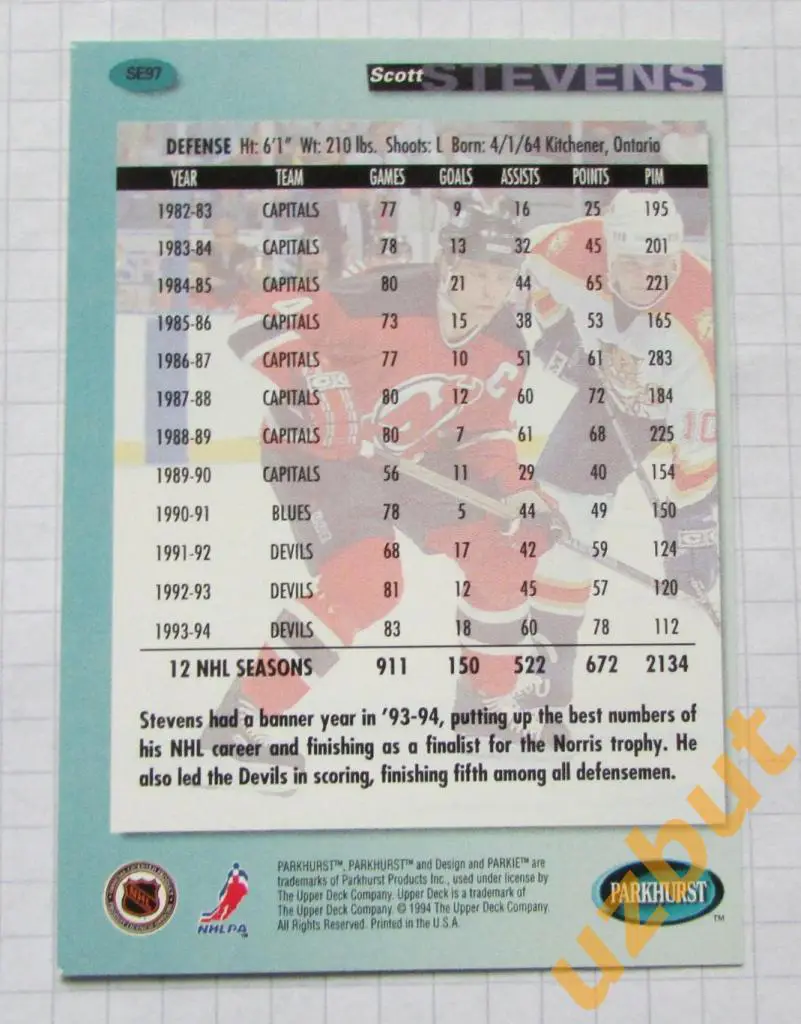 SE97
Scott STEVENS
DEFENSE Ht: 6'1" Wt: 210 lbs. Shoots: L Born: 4/1/64 Kitchener, Ontario
YEAR TEAM GAMES GOALS ASSISTS POINTS PIM
1982-83 CAPITALS 77 9 16 25 195
1983-84 CAPITALS 78 13 32 45 201
1984-85 CAPITALS 80 21 44 65 221
1985-86 CAPITALS 73 15 38 53 165
1986-87 CAPITALS 77 10 51 61 283
1987-88 CAPITALS 80 12 60 72 184
1988-89 CAPITALS 80 7 61 68 225
1989-90 CAPITALS 56 11 29 40 154
1990-91 BLUES 78 5 44 49 150
1991-92 DEVILS 68 17 42 59 124
1992-93 DEVILS 81 12 45 57 120
1993-94 DEVILS 83 18 60 78 112
12 NHL SEASONS 911 150 522 672 2134
Stevens had a banner year in '93-94, putting up the best numbers of
his NHL career and finishing as a finalist for the Norris trophy. He
also led the Devils in scoring, finishing fifth among all defensemen.
PARKHURST™, PARKHURST™ and Design and PARKIE™ are
trademarks of Parkhurst Products Inc., used under license by
The Upper Deck Company. Upper Deck is a trademark of
The Upper Deck Company. © 1994 The Upper Deck Company.
All Rights Reserved. Printed in the U.S.A.
NHL
NHLPA™
PARKHURST™
uzbut